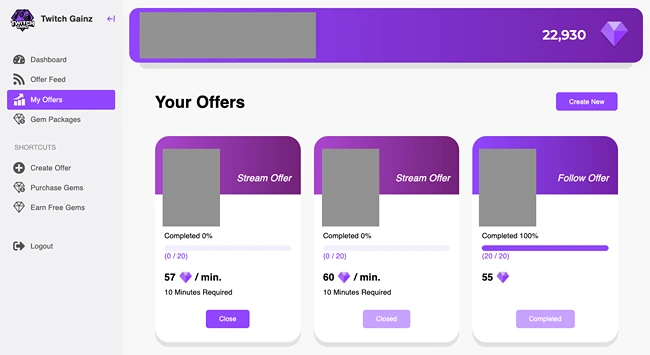 TWITCH
Twitch Gainz
Dashboard
Offer Feed
My Offers
Gem Packages
SHORTCUTS
Create Offer
Purchase Gems
Earn Free Gems
Logout
22,930
Your Offers
Create New
Stream Offer
Completed 0%
(0 / 20)
57 / min.
10 Minutes Required
Close
Stream Offer
Completed 0%
(0 / 20)
60 / min.
10 Minutes Required
Closed
Follow Offer
Completed 100%
(20 / 20)
55
Completed